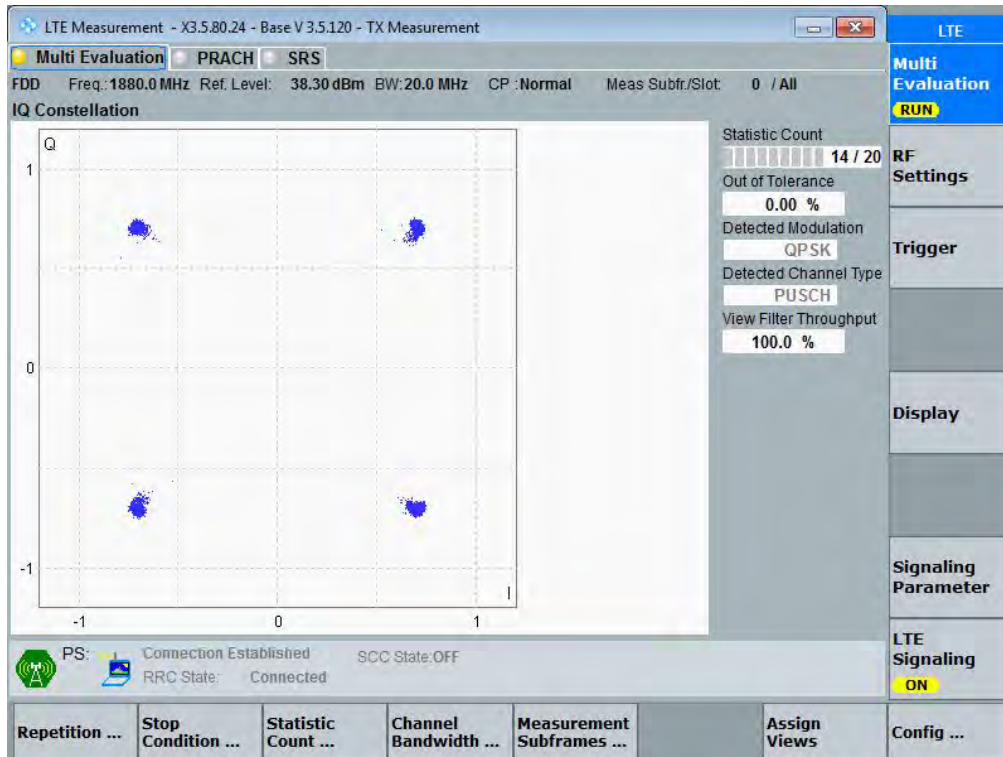 LTE Measurement - X3.5.80.24 - Base V 3.5.120 - TX Measurement
LTE
Multi Evaluation PRACH SRS
FDD Freq.:1880.0 MHz Ref. Level: 38.30 dBm BW:20.0 MHz CP :Normal Meas Subfr./Slot: 0 / All
IQ Constellation
Q
1
0
-1
-1 0 1
I
Statistic Count
14 / 20
Out of Tolerance
0.00 %
Detected Modulation
QPSK
Detected Channel Type
PUSCH
View Filter Throughput
100.0 %
Multi
Evaluation
RUN
RF
Settings
Trigger
Display
Signaling
Parameter
LTE
Signaling
ON
PS: Connection Established SCC State:OFF
RRC State: Connected
Repetition ...
Stop
Condition ...
Statistic
Count ...
Channel
Bandwidth ...
Measurement
Subframes ...
Assign
Views
Config ...